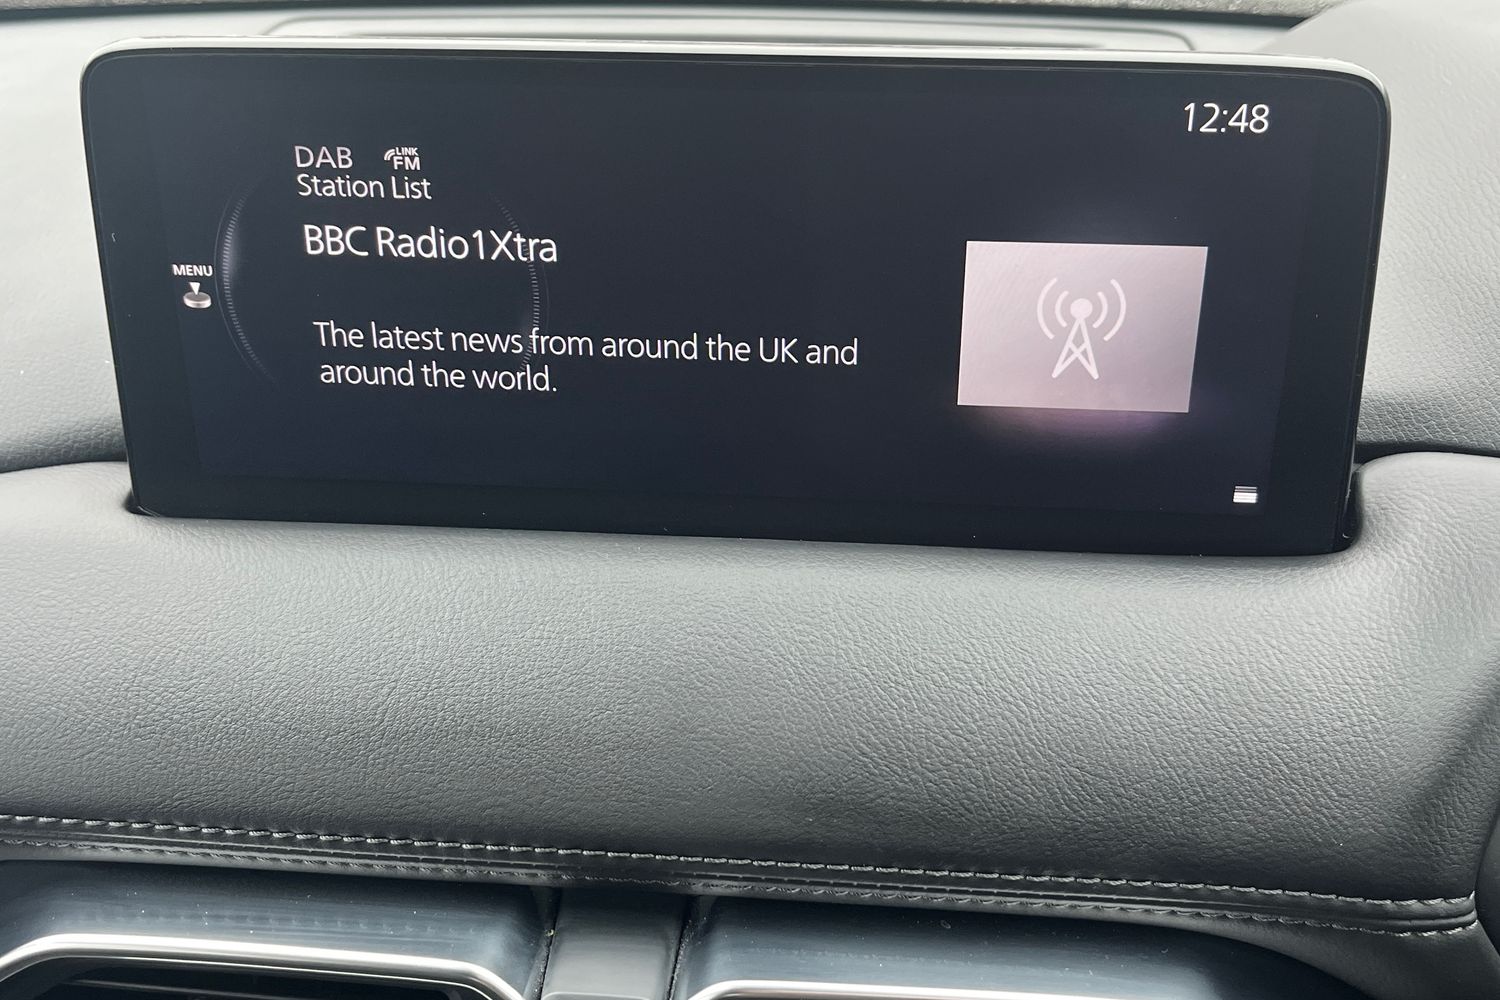 12:48
DAB LINK FM
Station List
BBC Radio1Xtra
MENU
The latest news from around the UK and
around the world.